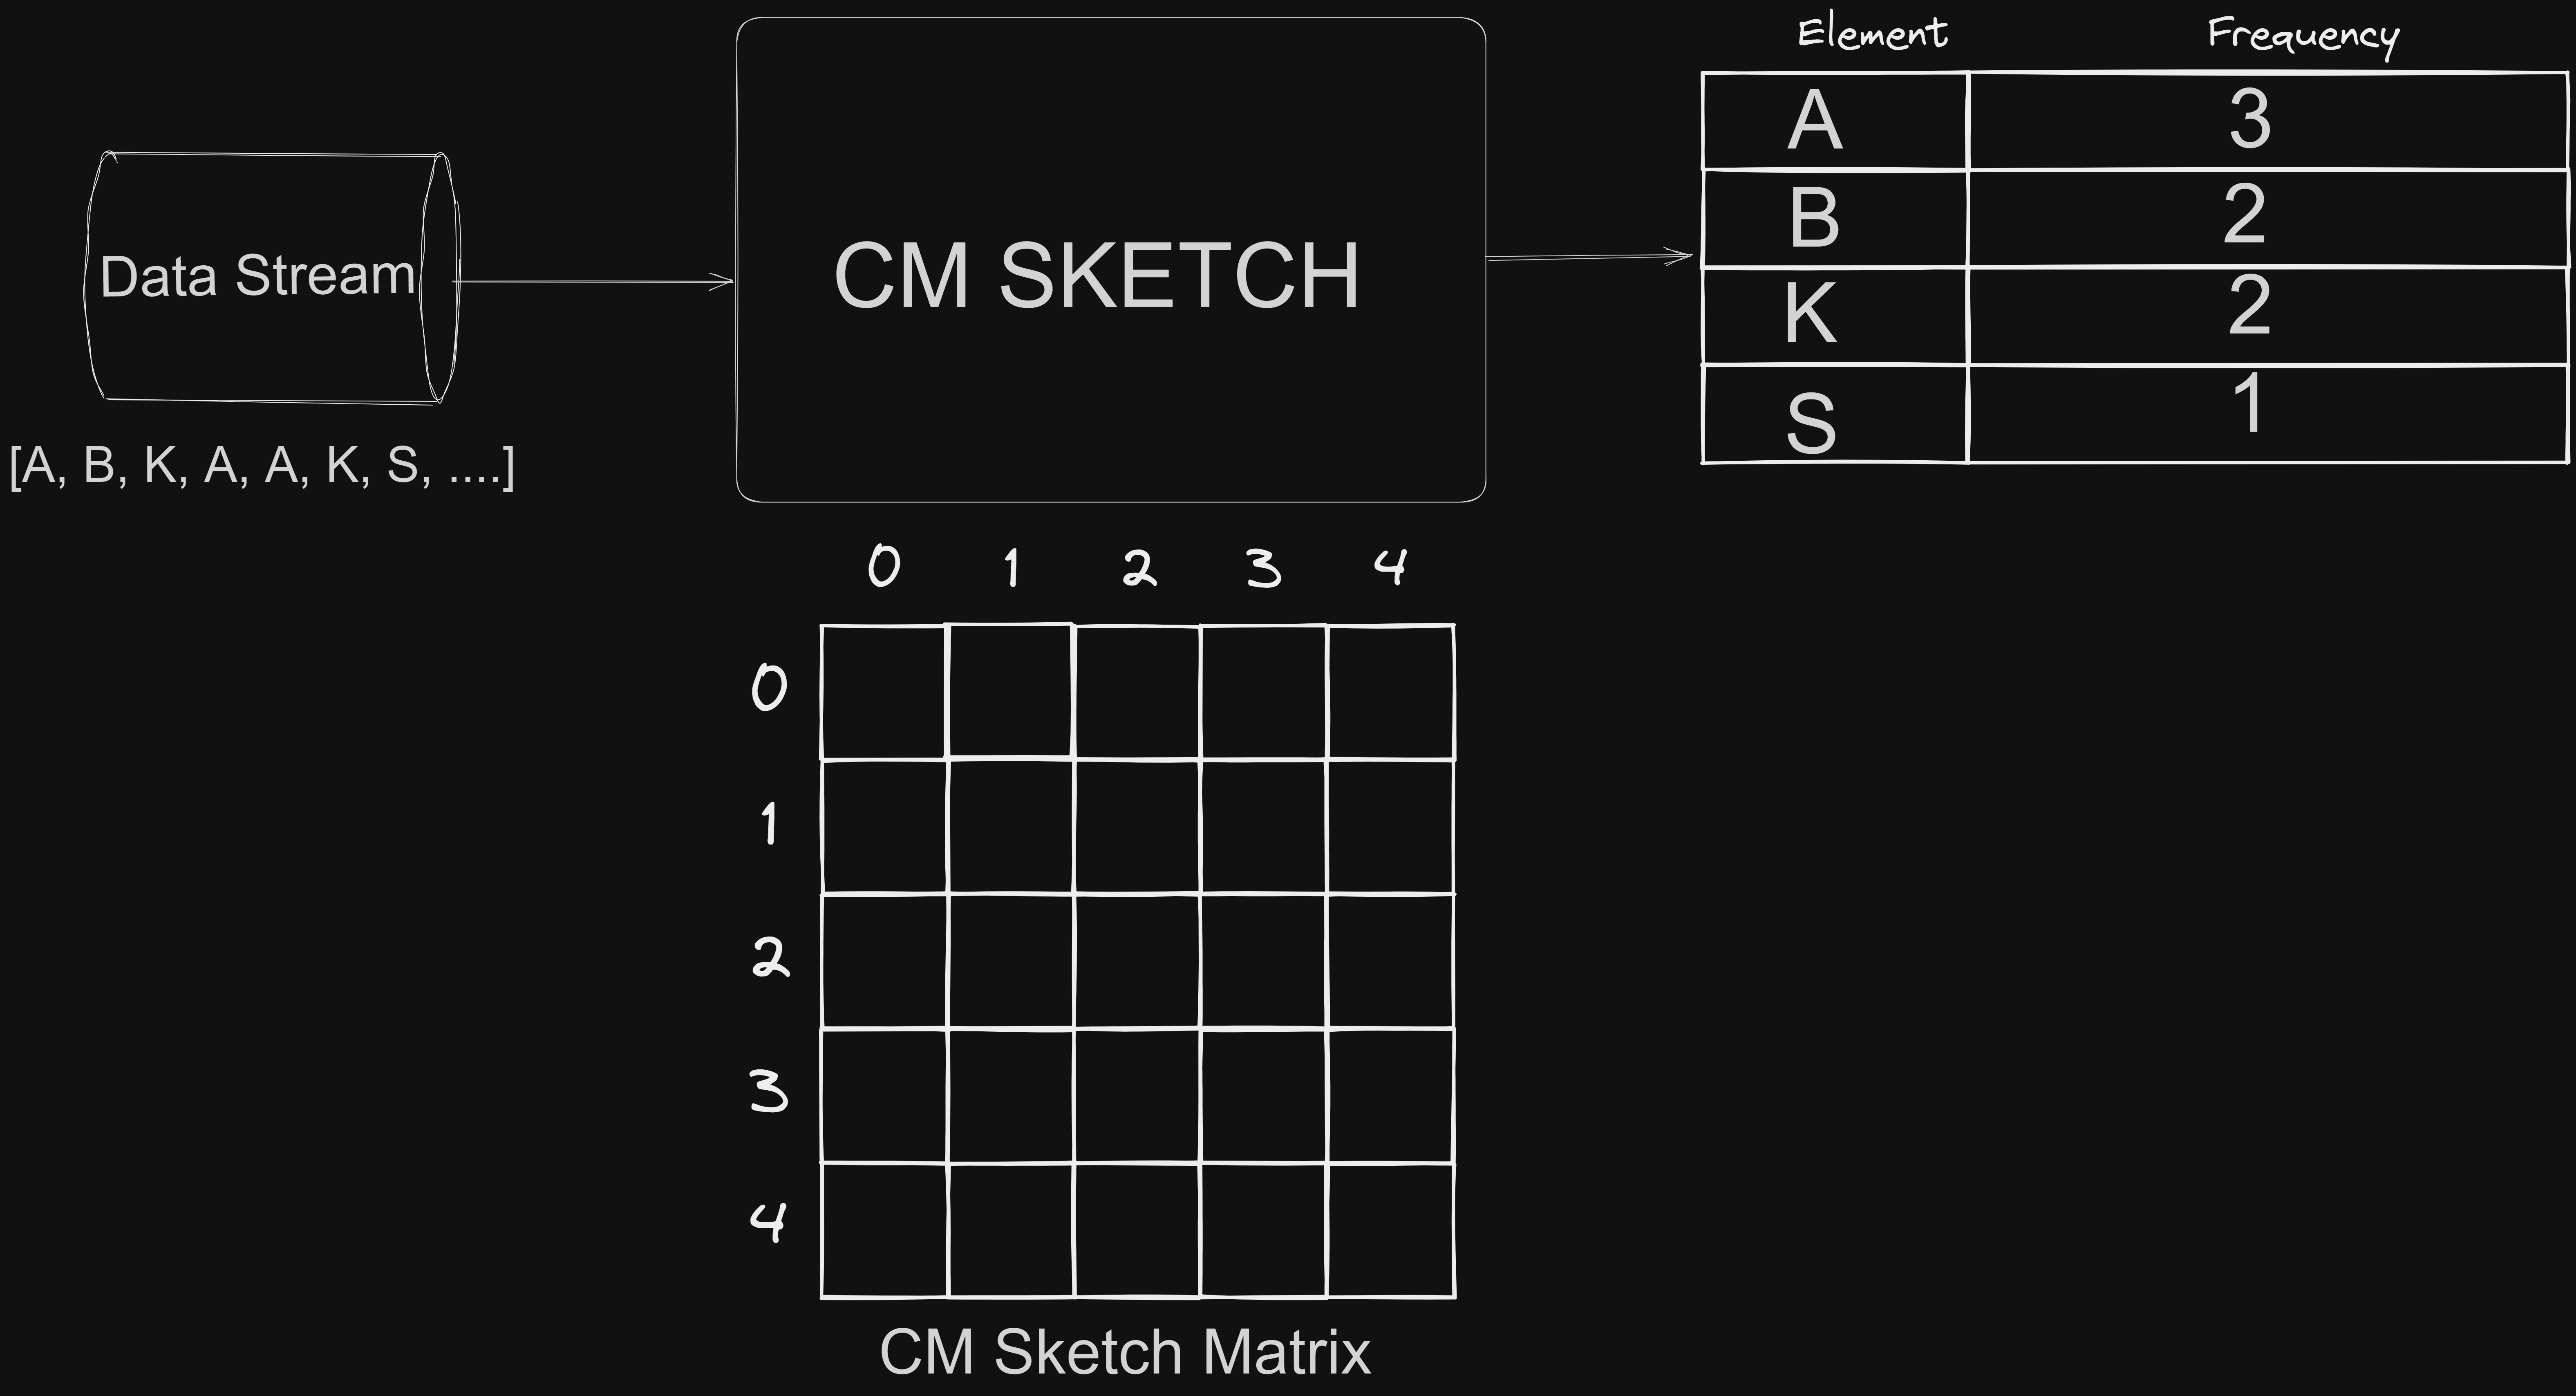 Element Frequency
A 3
B 2
K 2
S 1
Data Stream
CM SKETCH
[A, B, K, A, A, K, S, ....]
0 1 2 3 4
0
1
2
3
4
CM Sketch Matrix